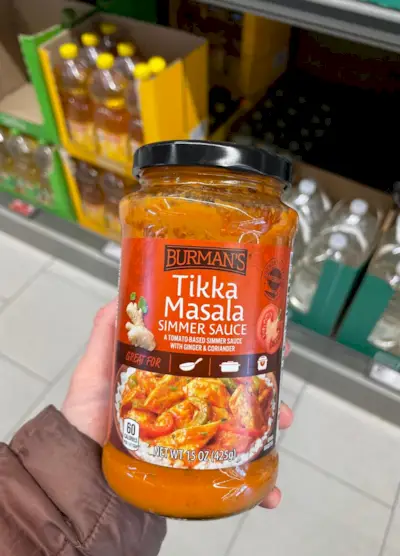 BURMAN'S
Tikka
Masala
SIMMER SAUCE
A TOMATO-BASED SIMMER SAUCE
WITH GINGER & CORIANDER
GREAT FOR
60
CALORIES
NET WT 15 OZ (425g)